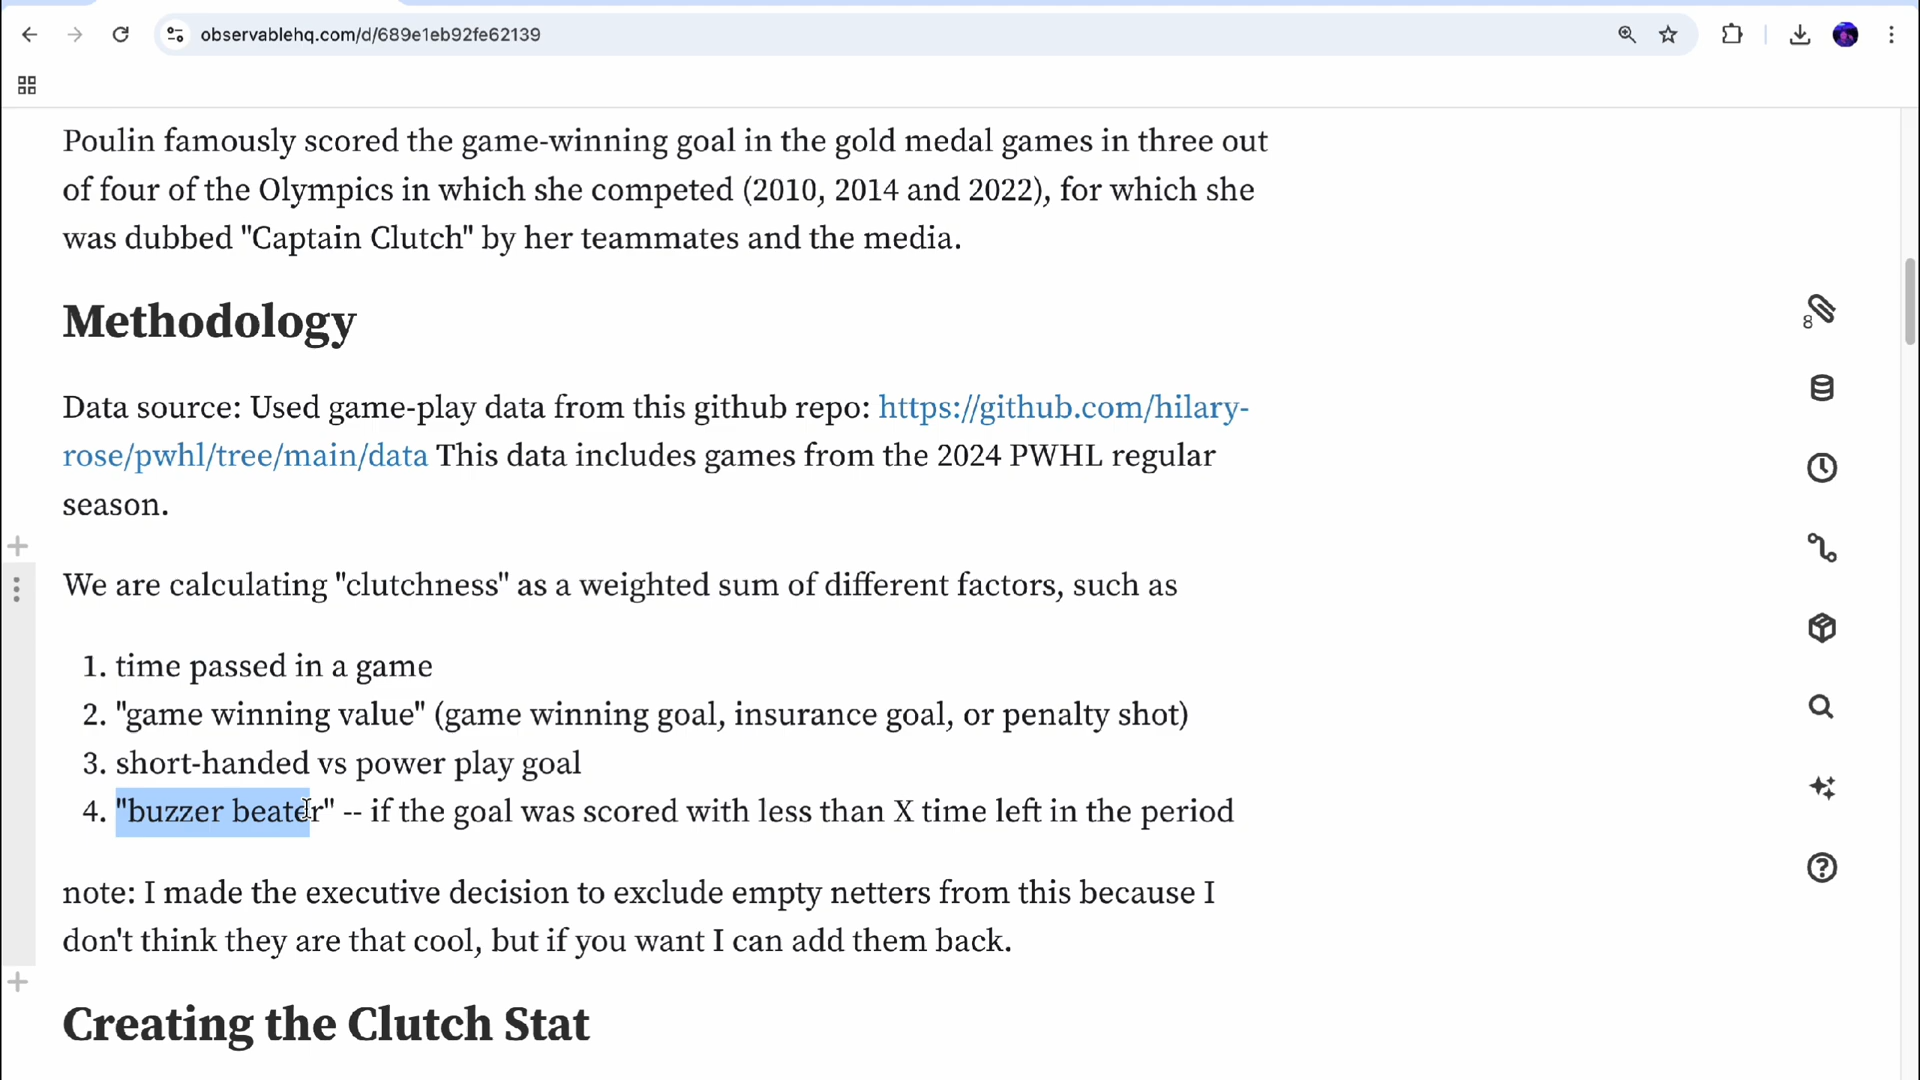 observablehq.com/d/689e1eb92fe62139
Poulin famously scored the game-winning goal in the gold medal games in three out
of four of the Olympics in which she competed (2010, 2014 and 2022), for which she
was dubbed "Captain Clutch" by her teammates and the media.
Methodology
Data source: Used game-play data from this github repo: https://github.com/hilary-
rose/pwhl/tree/main/data This data includes games from the 2024 PWHL regular
season.
We are calculating "clutchness" as a weighted sum of different factors, such as
1. time passed in a game
2. "game winning value" (game winning goal, insurance goal, or penalty shot)
3. short-handed vs power play goal
4. "buzzer beater" -- if the goal was scored with less than X time left in the period
note: I made the executive decision to exclude empty netters from this because I
don't think they are that cool, but if you want I can add them back.
Creating the Clutch Stat
8